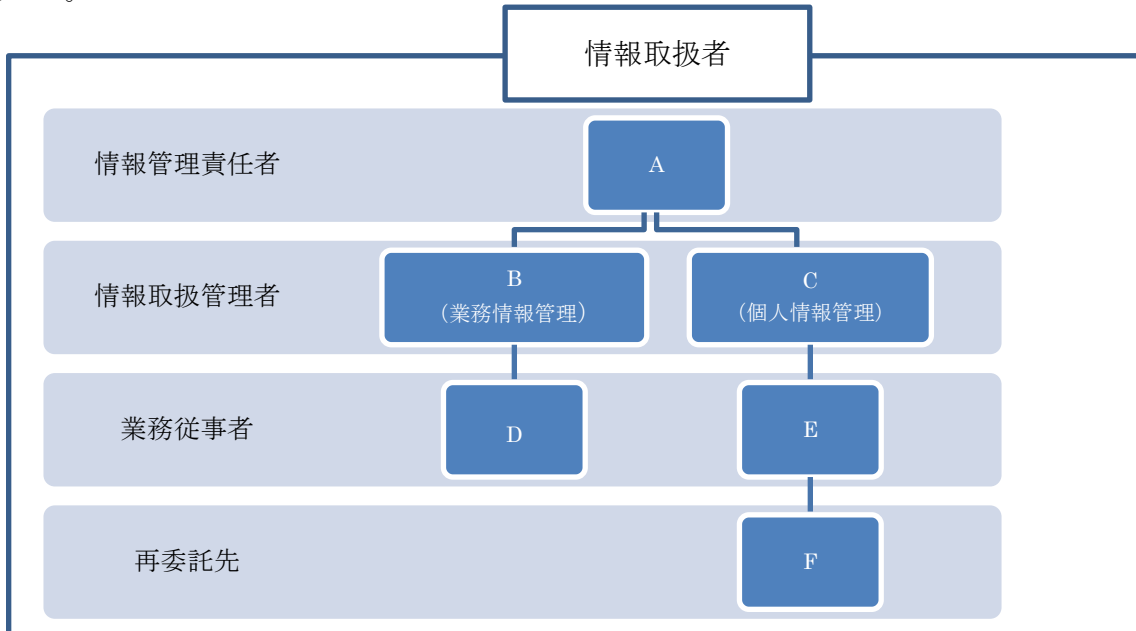 情報取扱者
情報管理責任者
A
情報取扱管理者
B
（業務情報管理）
C
（個人情報管理）
業務従事者
D
E
再委託先
F